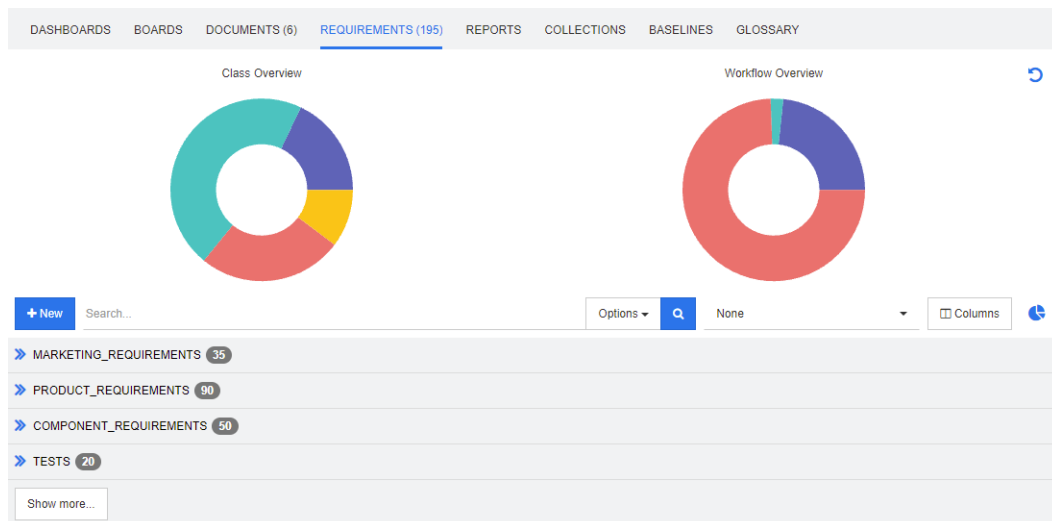 DASHBOARDS BOARDS DOCUMENTS (6) REQUIREMENTS (195) REPORTS COLLECTIONS BASELINES GLOSSARY
Class Overview Workflow Overview
+ New Search... Options None Columns
MARKETING_REQUIREMENTS 35
PRODUCT_REQUIREMENTS 90
COMPONENT_REQUIREMENTS 50
TESTS 20
Show more...